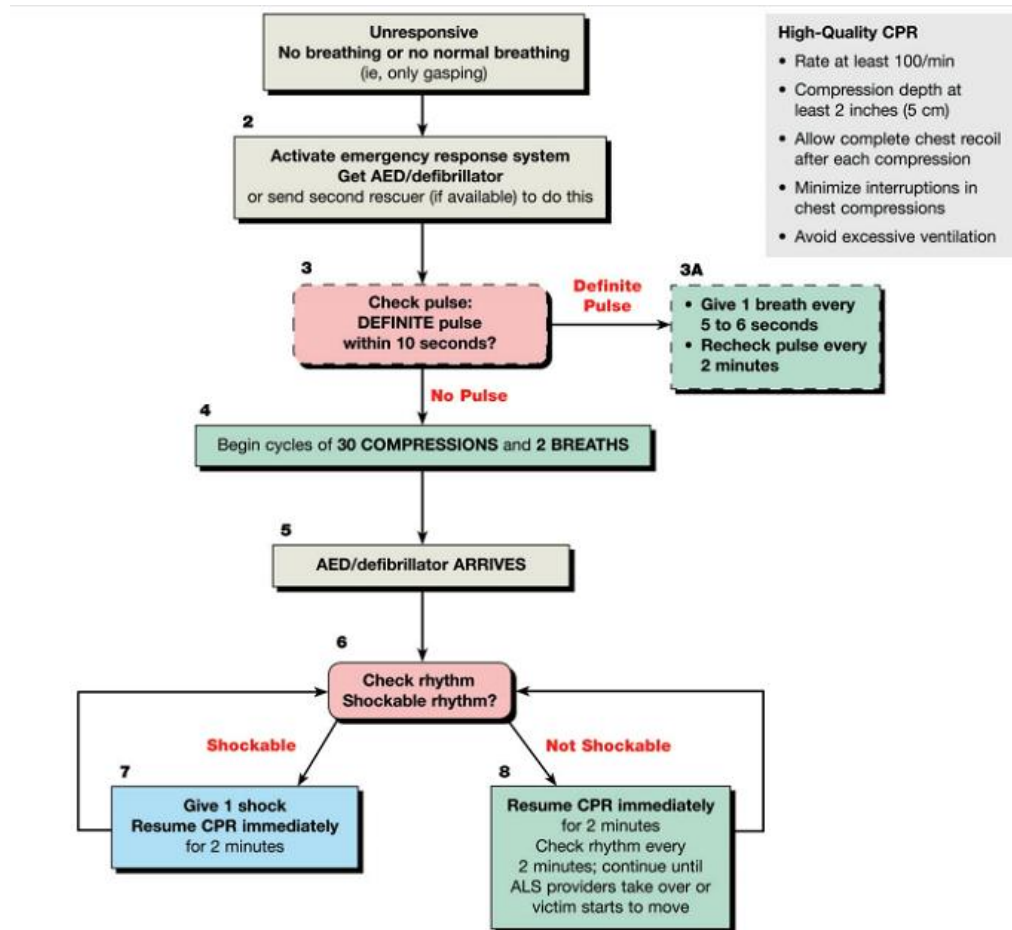 Unresponsive
No breathing or no normal breathing
(ie, only gasping)
High-Quality CPR
• Rate at least 100/min
• Compression depth at
least 2 inches (5 cm)
• Allow complete chest recoil
after each compression
• Minimize interruptions in
chest compressions
• Avoid excessive ventilation
2
Activate emergency response system
Get AED/defibrillator
or send second rescuer (if available) to do this
3
Check pulse:
DEFINITE pulse
within 10 seconds?
Definite
Pulse
3A
• Give 1 breath every
5 to 6 seconds
• Recheck pulse every
2 minutes
No Pulse
4
Begin cycles of 30 COMPRESSIONS and 2 BREATHS
5
AED/defibrillator ARRIVES
6
Check rhythm
Shockable rhythm?
Shockable
Not Shockable
7
Give 1 shock
Resume CPR immediately
for 2 minutes
8
Resume CPR immediately
for 2 minutes
Check rhythm every
2 minutes; continue until
ALS providers take over or
victim starts to move